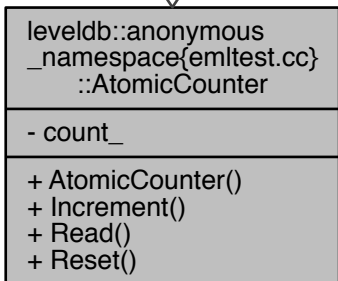 leveldb::anonymous
_namespace{emltest.cc}
::AtomicCounter
- count_
+ AtomicCounter()
+ Increment()
+ Read()
+ Reset()